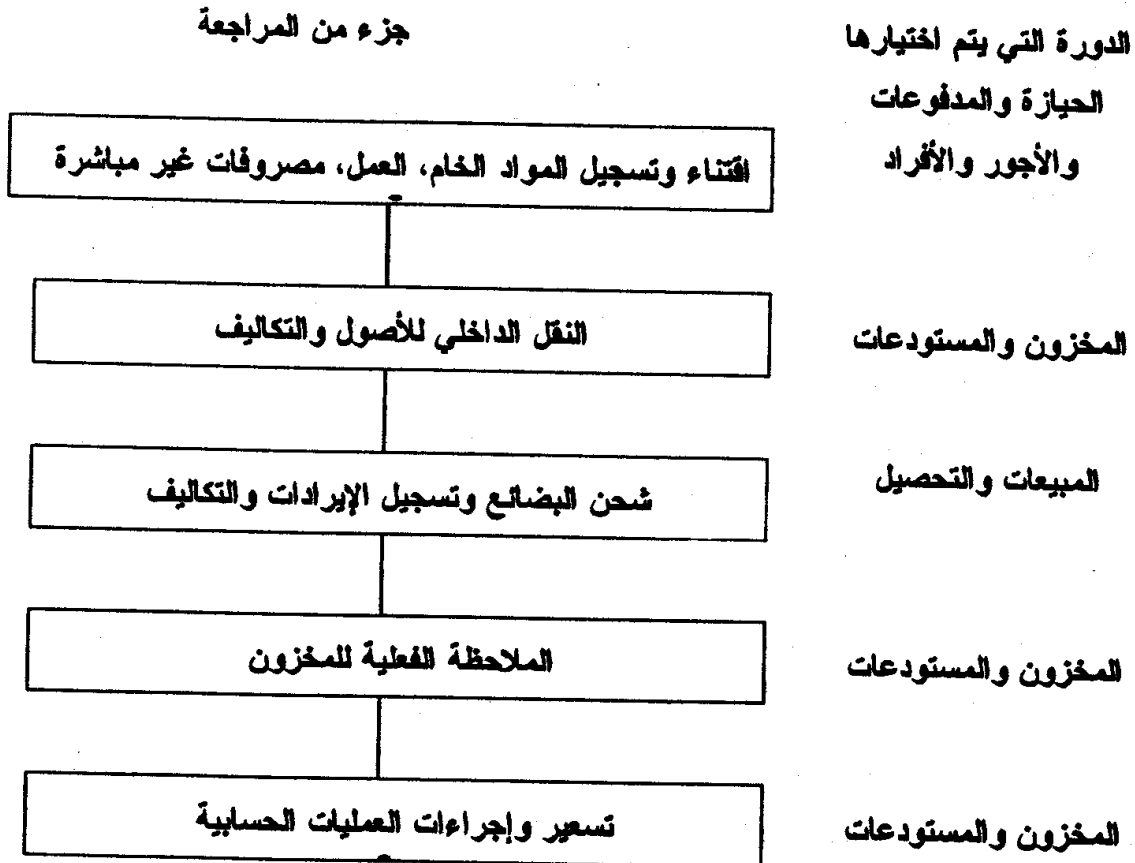 الدورة التي يتم اختيارها
جزء من المراجعة
الحيازة والمدفوعات
والأجور والأفراد
اقتناء وتسجيل المواد الخام، العمل، مصروفات غير مباشرة
المخزون والمستودعات
النقل الداخلي للأصول والتكاليف
المبيعات والتحصيل
شحن البضائع وتسجيل الإيرادات والتكاليف
المخزون والمستودعات
الملاحظة الفعلية للمخزون
المخزون والمستودعات
تسعير وإجراءات العمليات الحسابية